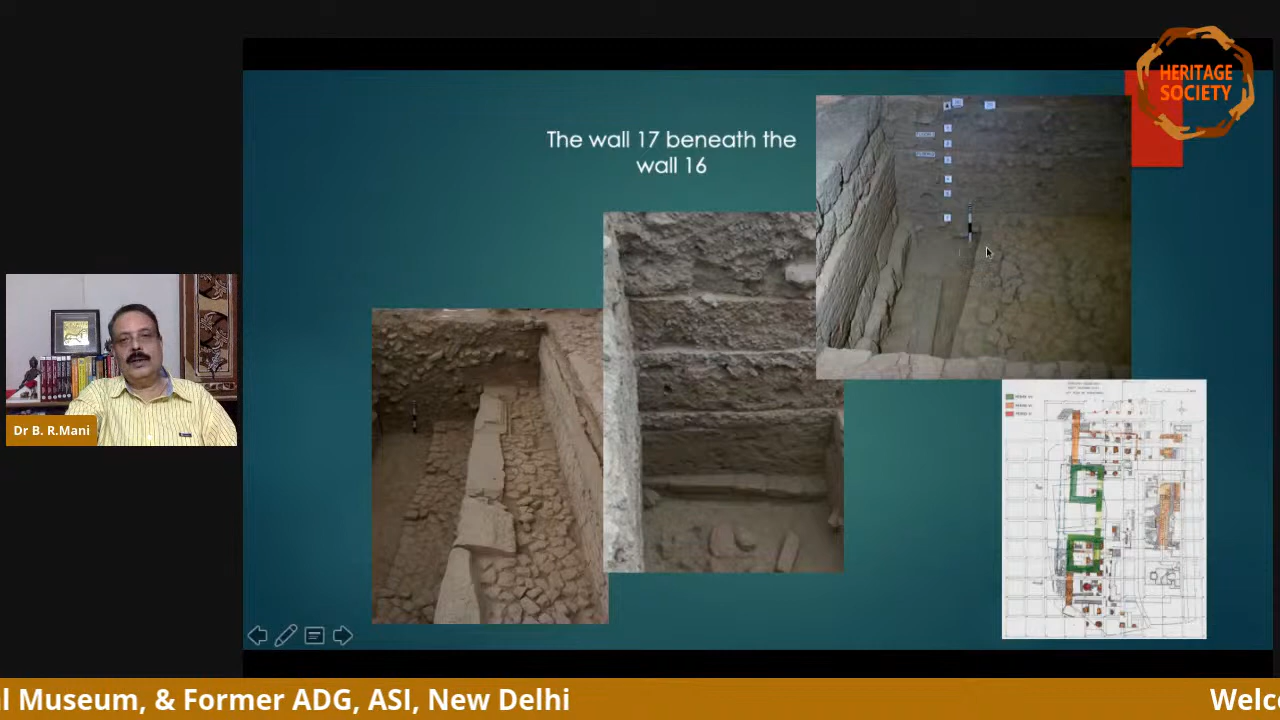 HERITAGE
SOCIETY
The wall 17 beneath the
wall 16
Dr B. R.Mani
l Museum, & Former ADG, ASI, New Delhi
Welc